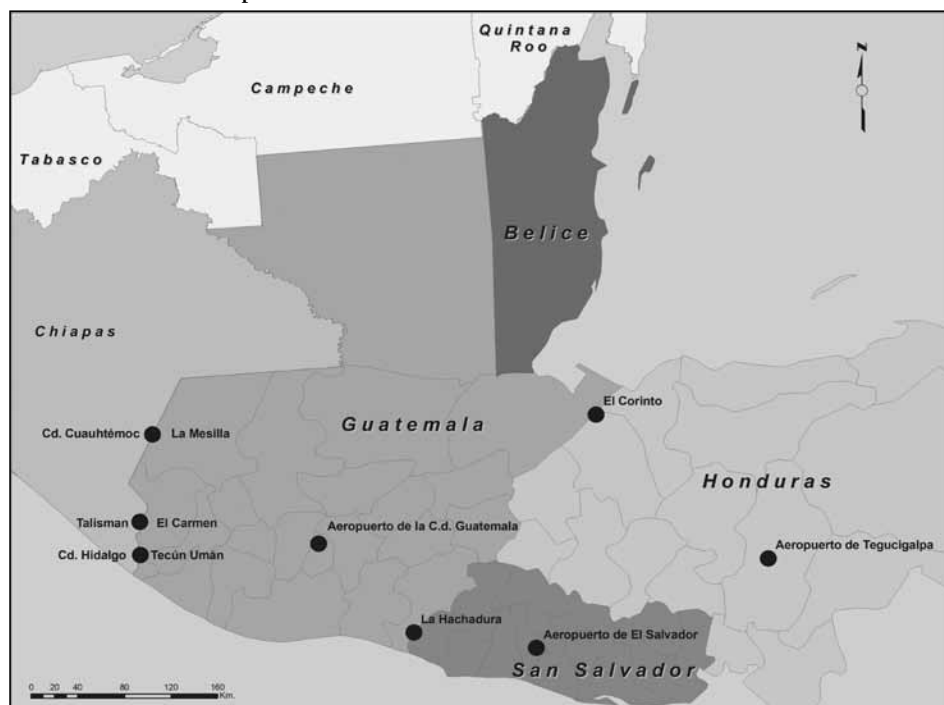 Quintana
Roo
N
Campeche
Tabasco
Belice
Chiapas
El Corinto
Guatemala
Cd. Cuauhtémoc La Mesilla
Honduras
Talisman El Carmen
Aeropuerto de la C.d. Guatemala
Cd. Hidalgo Tecún Umán
Aeropuerto de Tegucigalpa
La Hachadura
Aeropuerto de El Salvador
San Salvador
0 20 40 80 120 160
Km.